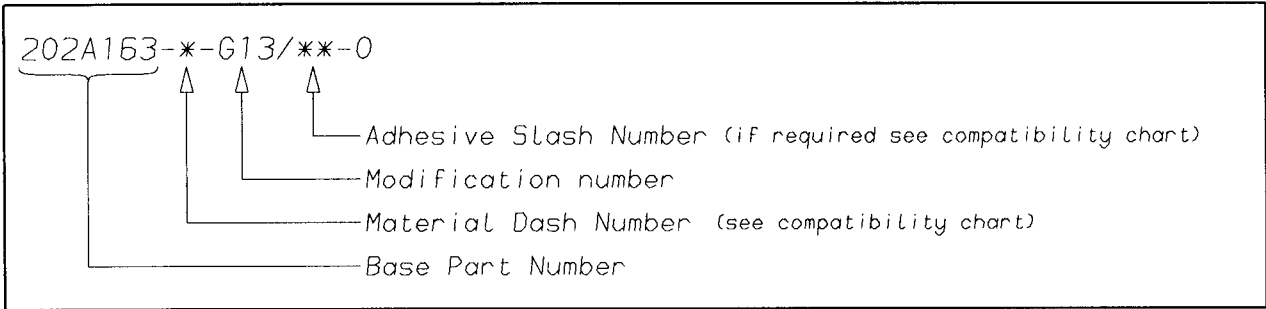 202A163-*-G13/**-0
Adhesive Slash Number (if required see compatibility chart)
Modification number
Material Dash Number (see compatibility chart)
Base Part Number